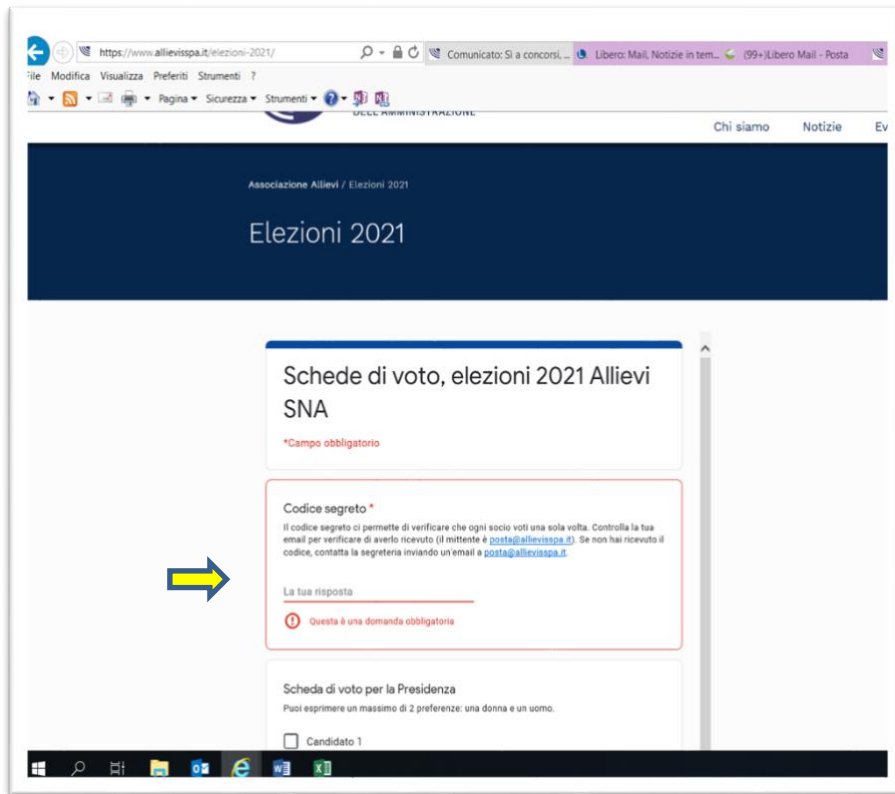 https://www.allievisspa.it/elezioni-2021/
Comunicato: Sì a concorsi, ...
Libero: Mail, Notizie in tem...
(99+)Libero Mail - Posta
File Modifica Visualizza Preferiti Strumenti ?
Pagina Sicurezza Strumenti
DELL'AMMINISTRAZIONE
Chi siamo Notizie Ev
Associazione Allievi / Elezioni 2021
Elezioni 2021
Schede di voto, elezioni 2021 Allievi
SNA
*Campo obbligatorio
Codice segreto *
Il codice segreto ci permette di verificare che ogni socio voti una sola volta. Controlla la tua
email per verificare di averlo ricevuto (il mittente è posta@allievisspa.it). Se non hai ricevuto il
codice, contatta la segreteria inviando un'email a posta@allievisspa.it.
La tua risposta
Questa è una domanda obbligatoria
Scheda di voto per la Presidenza
Puoi esprimere un massimo di 2 preferenze: una donna e un uomo.
Candidato 1